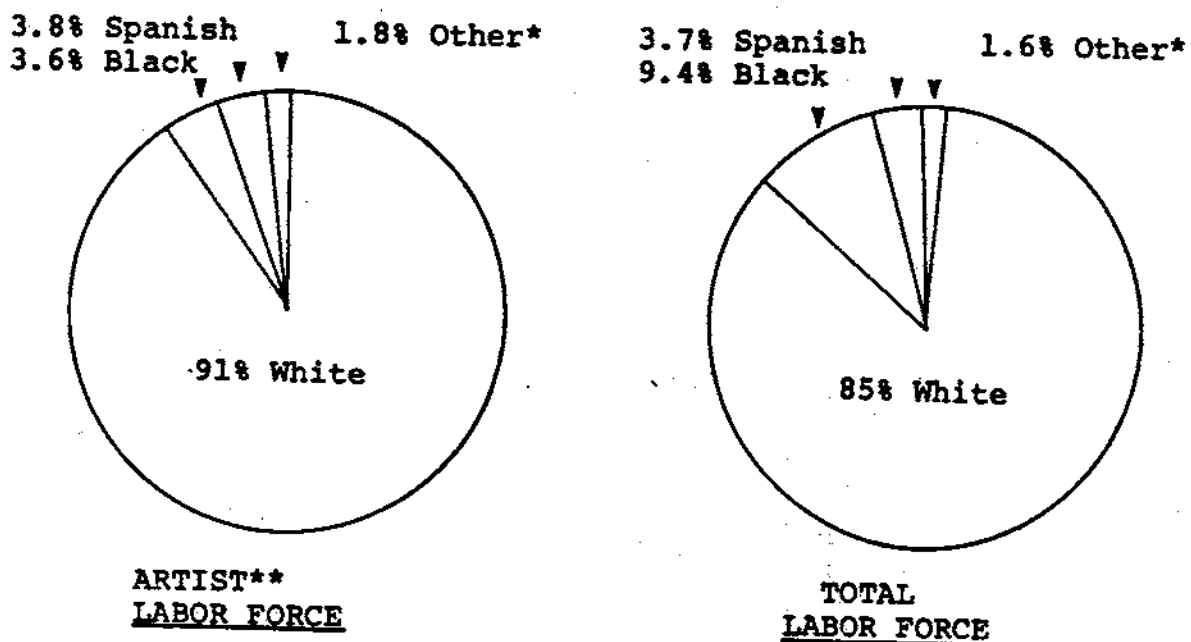 3.8% Spanish
3.6% Black
1.8% Other*
91% White
ARTIST**
LABOR FORCE
3.7% Spanish
9.4% Black
1.6% Other*
85% White
TOTAL
LABOR FORCE